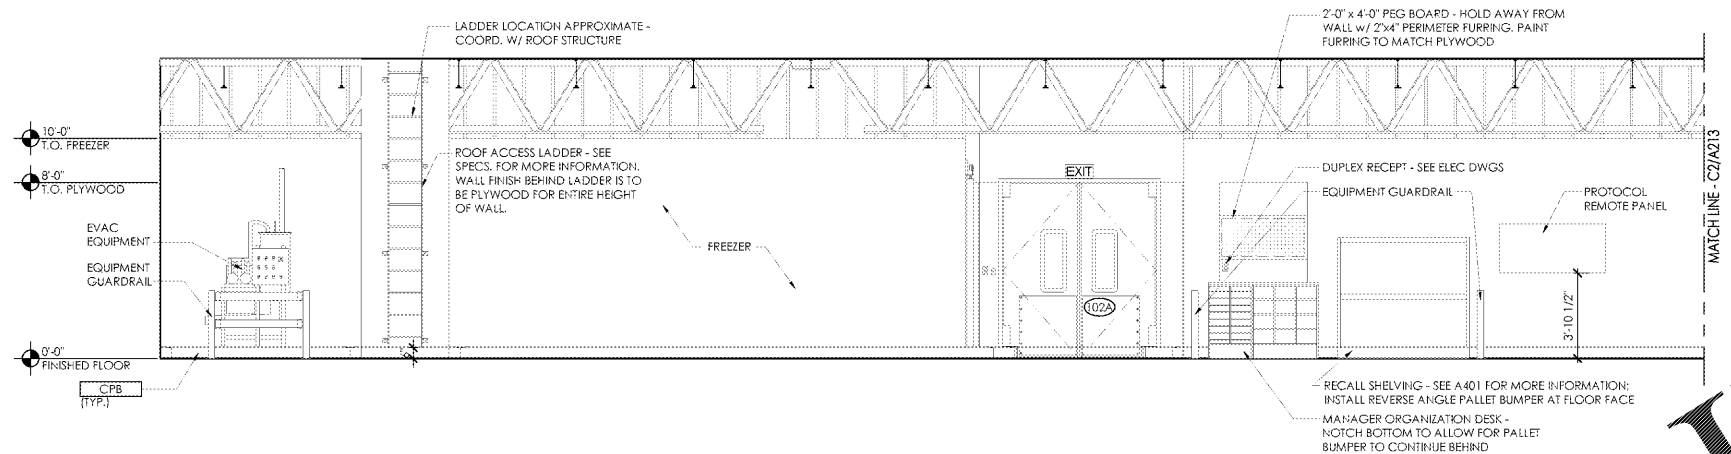 LADDER LOCATION APPROXIMATE -
COORD. W/ ROOF STRUCTURE
2'-0" x 4'-0" PEG BOARD - HOLD AWAY FROM
WALL w/ 2"x4" PERIMETER FURRING. PAINT
FURRING TO MATCH PLYWOOD
10'-0"
T.O. FREEZER
8'-0"
T.O. PLYWOOD
ROOF ACCESS LADDER - SEE
SPECS. FOR MORE INFORMATION.
WALL FINISH BEHIND LADDER IS TO
BE PLYWOOD FOR ENTIRE HEIGHT
OF WALL.
EXIT
DUPLEX RECEPT - SEE ELEC DWGS
EQUIPMENT GUARDRAIL
PROTOCOL
REMOTE PANEL
MATCH LINE - C2/A213
EVAC
EQUIPMENT
FREEZER
EQUIPMENT
GUARDRAIL
102A
3'-10 1/2"
0'-0"
FINISHED FLOOR
CPB
(TYP.)
RECALL SHELVING - SEE A401 FOR MORE INFORMATION;
INSTALL REVERSE ANGLE PALLET BUMPER AT FLOOR FACE
MANAGER ORGANIZATION DESK -
NOTCH BOTTOM TO ALLOW FOR PALLET
BUMPER TO CONTINUE BEHIND